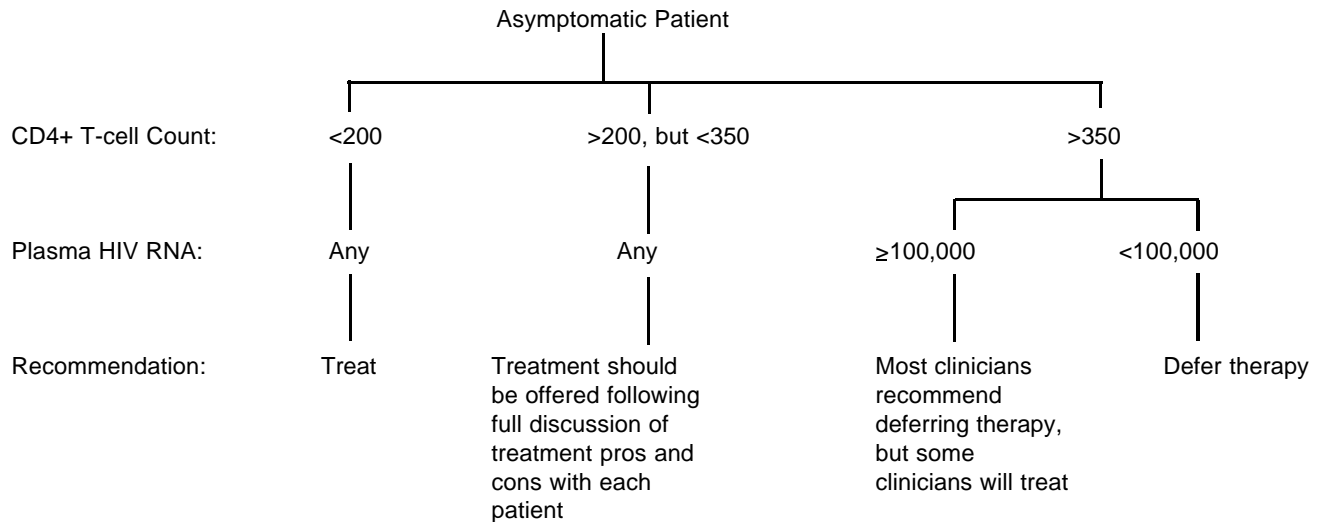 Asymptomatic Patient
CD4+ T-cell Count: <200 >200, but <350 >350
Plasma HIV RNA: Any Any ≥100,000 <100,000
Recommendation: Treat Treatment should Most clinicians Defer therapy
be offered following recommend
full discussion of deferring therapy,
treatment pros and but some
cons with each clinicians will treat
patient